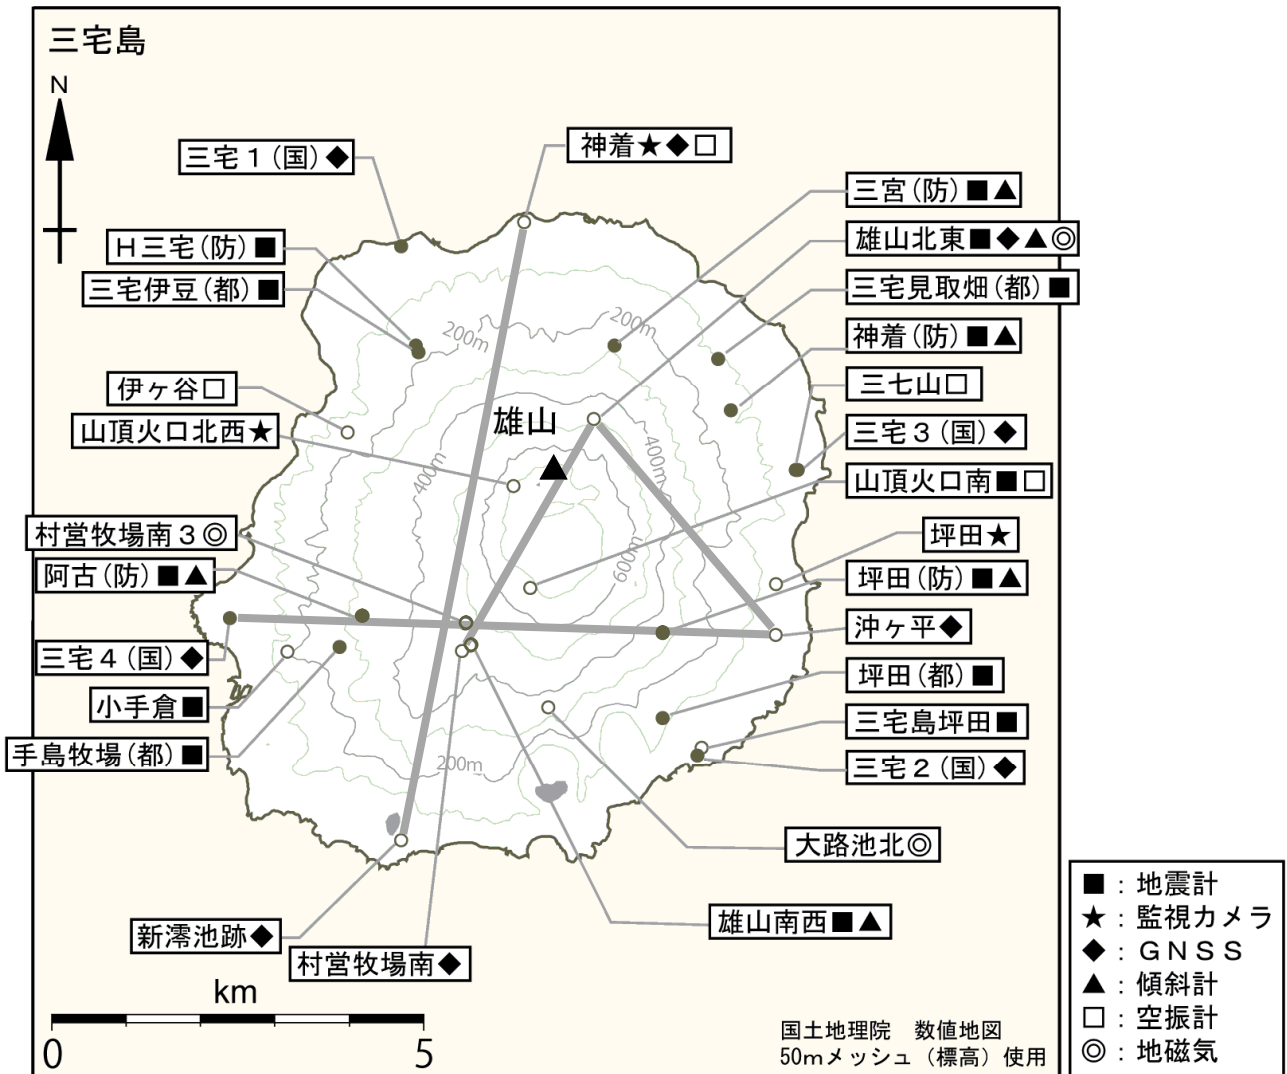 三宅島
N
神着★◆□
三宅１(国)◆
三宮(防)■▲
H三宅(防)■
雄山北東■◆▲◎
三宅伊豆(都)■
三宅見取畑(都)■
神着(防)■▲
200m
200m
伊ヶ谷□
三七山□
山頂火口北西★
雄山
三宅３(国)◆
400m
400m
山頂火口南■□
村営牧場南３◎
坪田★
600m
阿古(防)■▲
坪田(防)■▲
沖ヶ平◆
三宅４(国)◆
坪田(都)■
小手倉■
三宅島坪田■
手島牧場(都)■
200m
三宅２(国)◆
大路池北◎
雄山南西■▲
新澪池跡◆
村営牧場南◆
km
0 5
国土地理院　数値地図
50mメッシュ（標高）使用
■：地震計
★：監視カメラ
◆：ＧＮＳＳ
▲：傾斜計
□：空振計
◎：地磁気